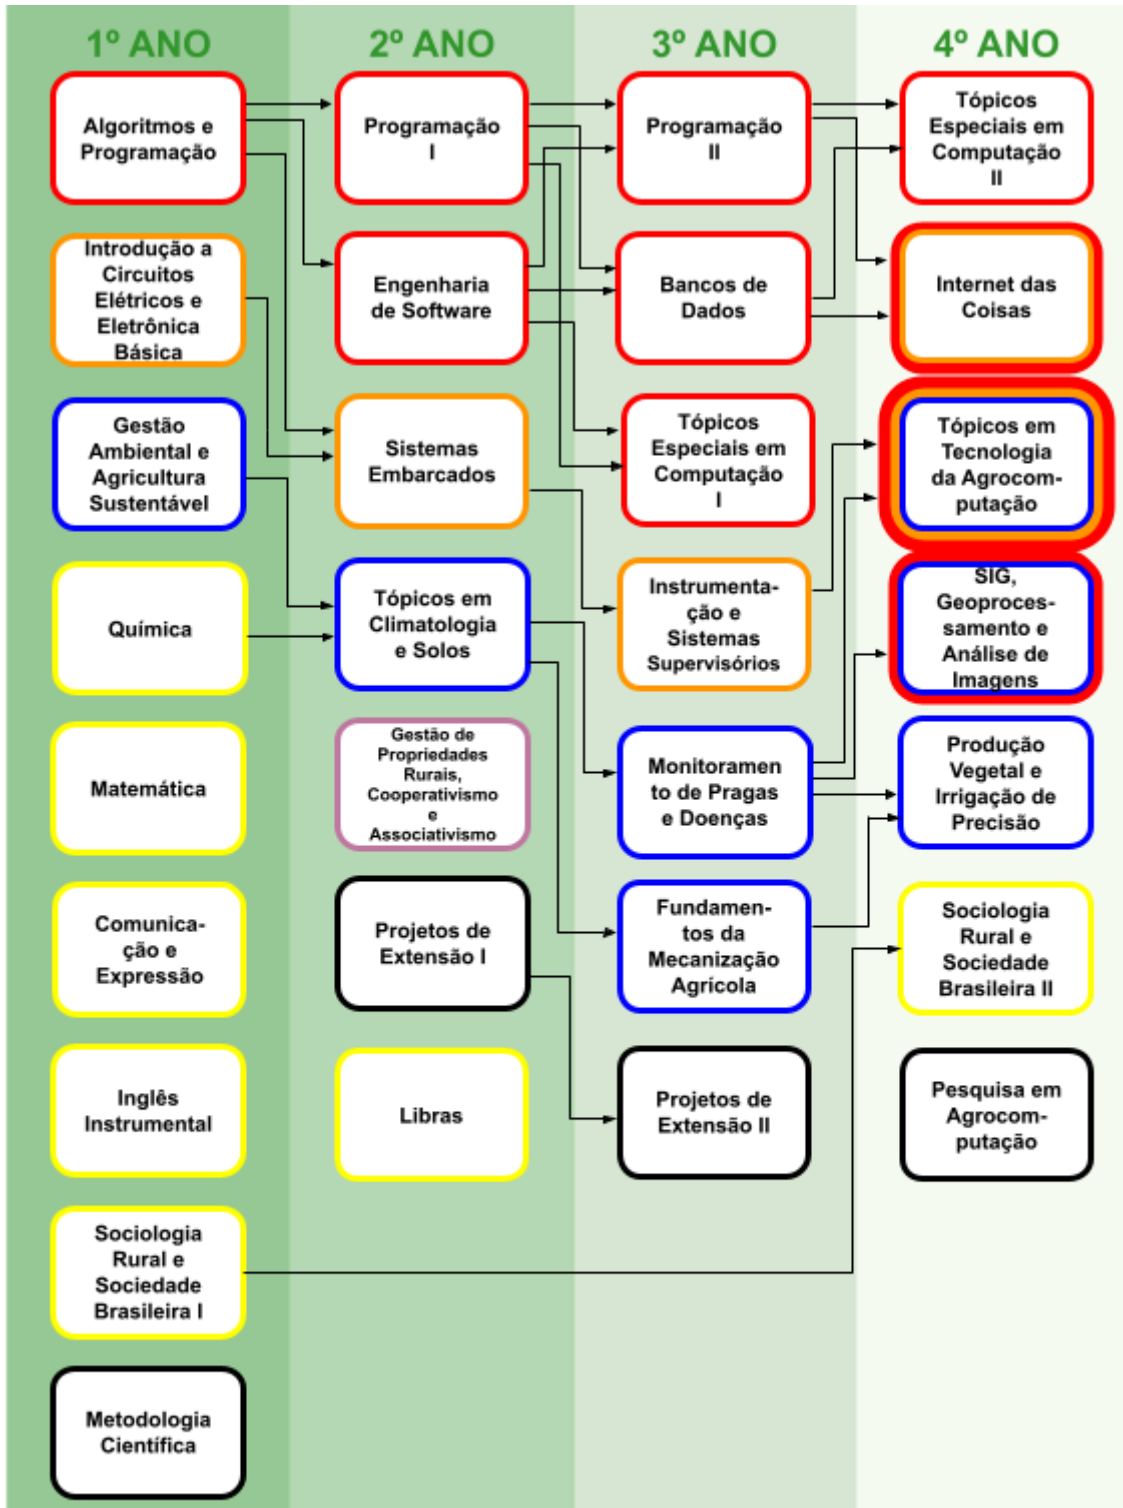 1º ANO
2º ANO
3º ANO
4º ANO
Algoritmos e
Programação
Introdução a
Circuitos
Elétricos e
Eletrônica
Básica
Gestão
Ambiental e
Agricultura
Sustentável
Química
Matemática
Comunica-
ção e
Expressão
Inglês
Instrumental
Sociologia
Rural e
Sociedade
Brasileira I
Metodologia
Científica
Programação
I
Engenharia
de Software
Sistemas
Embarcados
Tópicos em
Climatologia
e Solos
Gestão de
Propriedades
Rurais,
Cooperativismo
e
Associativismo
Projetos de
Extensão I
Libras
Programação
II
Bancos de
Dados
Tópicos
Especiais em
Computação
I
Instrumenta-
ção e
Sistemas
Supervisórios
Monitoramen
to de Pragas
e Doenças
Fundamen-
tos da
Mecanização
Agrícola
Projetos de
Extensão II
Tópicos
Especiais em
Computação
II
Internet das
Coisas
Tópicos em
Tecnologia
da Agrocom-
putação
SIG,
Geoproces-
samento e
Análise de
Imagens
Produção
Vegetal e
Irrigação de
Precisão
Sociologia
Rural e
Sociedade
Brasileira II
Pesquisa em
Agrocom-
putação